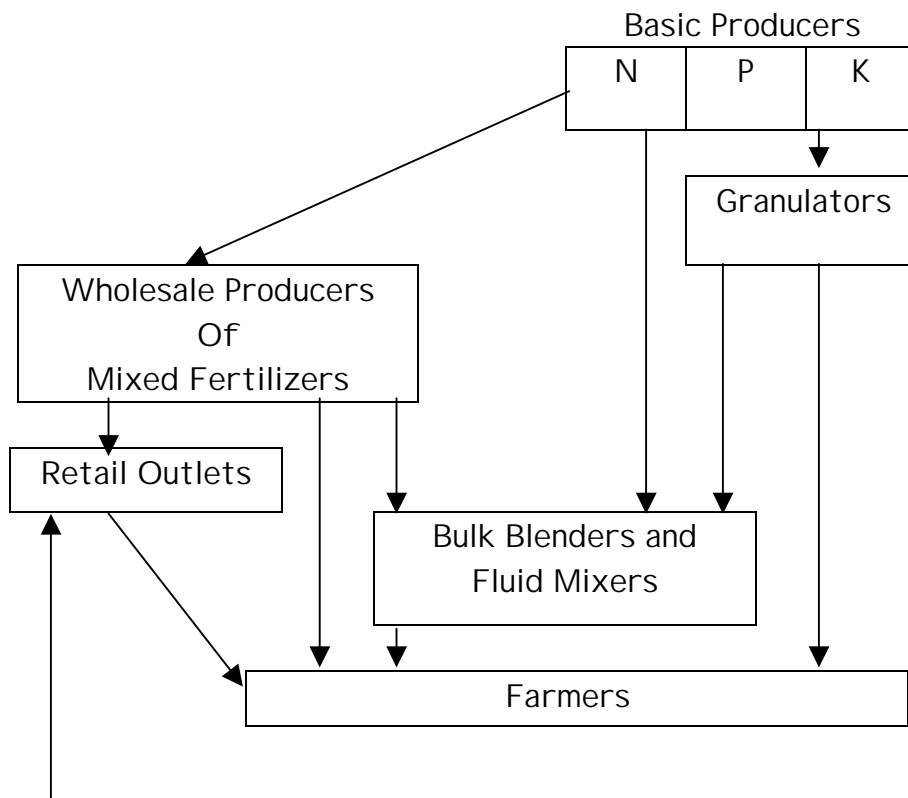 Basic Producers
N
P
K
Granulators
Wholesale Producers
Of
Mixed Fertilizers
Retail Outlets
Bulk Blenders and
Fluid Mixers
Farmers